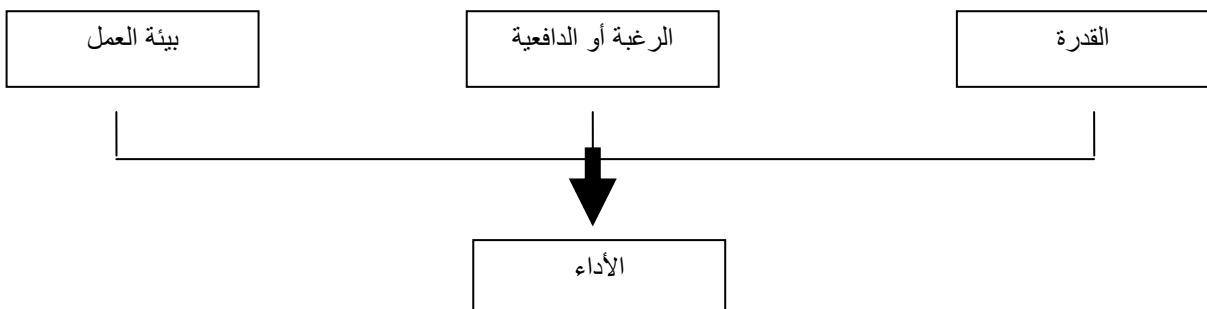 القدرة
الرغبة أو الدافعية
بيئة العمل
الأداء